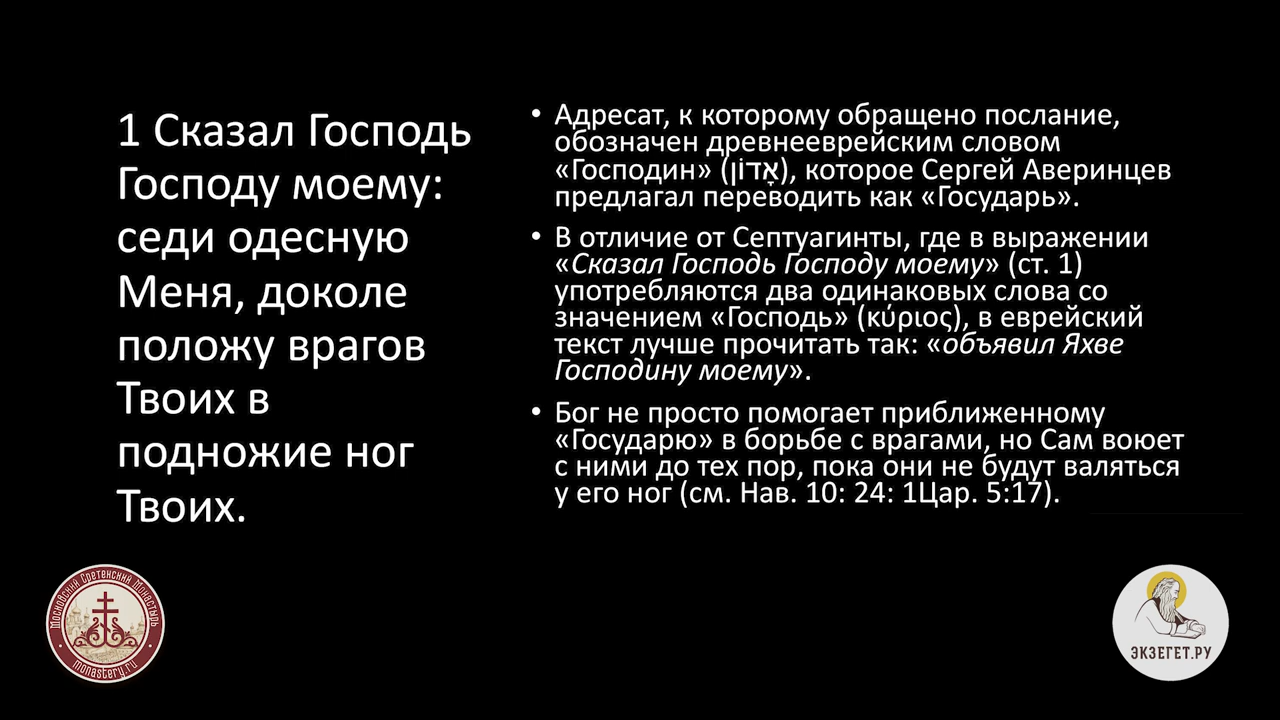 1 Сказал Господь
Господу моему:
седи одесную
Меня, доколе
положу врагов
Твоих в
подножие ног
Твоих.
• Адресат, к которому обращено послание,
обозначен древнееврейским словом
«Господин» (אָדוֹן), которое Сергей Аверинцев
предлагал переводить как «Государь».
• В отличие от Септуагинты, где в выражении
«Сказал Господь Господу моему» (ст. 1)
употребляются два одинаковых слова со
значением «Господь» (κύριος), в еврейский
текст лучше прочитать так: «объявил Яхве
Господину моему».
• Бог не просто помогает приближенному
«Государю» в борьбе с врагами, но Сам воюет
с ними до тех пор, пока они не будут валяться
у его ног (см. Нав. 10: 24: 1Цар. 5:17).
Московский Сретенский Монастырь
monastery.ru
ЭКЗЕГЕТ.РУ